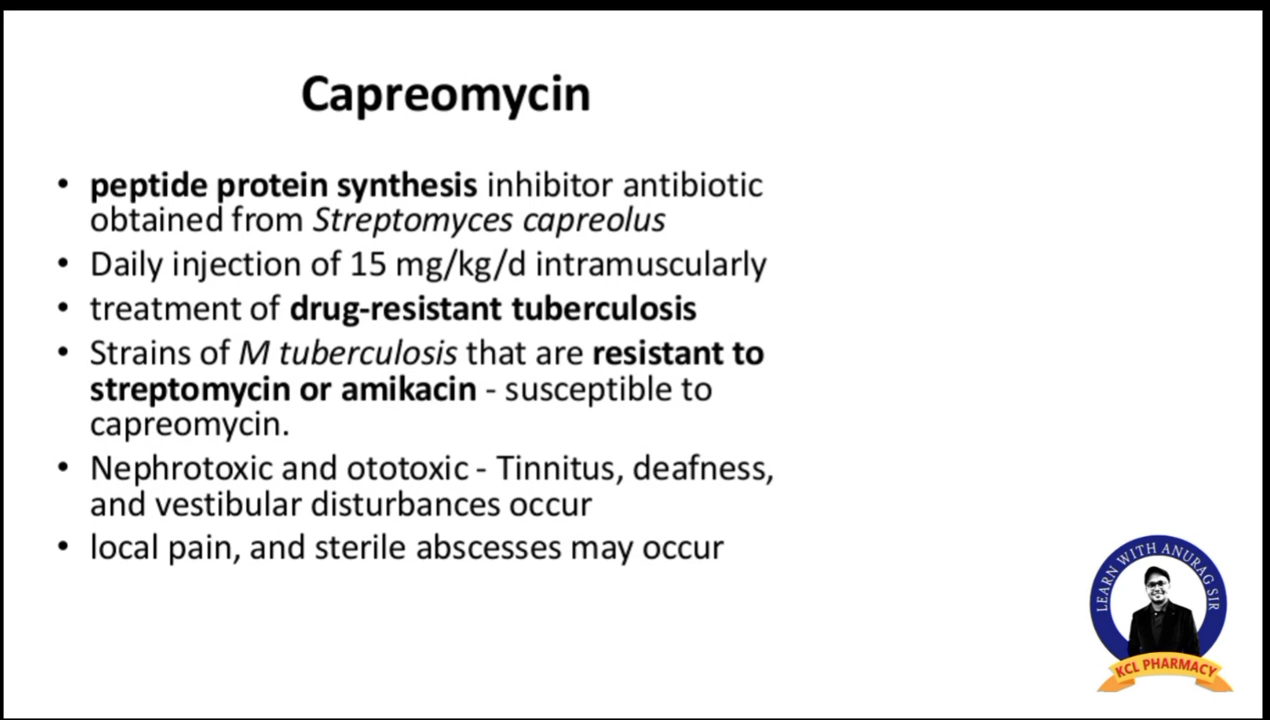 Capreomycin
• peptide protein synthesis inhibitor antibiotic
obtained from Streptomyces capreolus
• Daily injection of 15 mg/kg/d intramuscularly
• treatment of drug-resistant tuberculosis
• Strains of M tuberculosis that are resistant to
streptomycin or amikacin - susceptible to
capreomycin.
• Nephrotoxic and ototoxic - Tinnitus, deafness,
and vestibular disturbances occur
• local pain, and sterile abscesses may occur
LEARN WITH ANURAG SIR
KCL PHARMACY